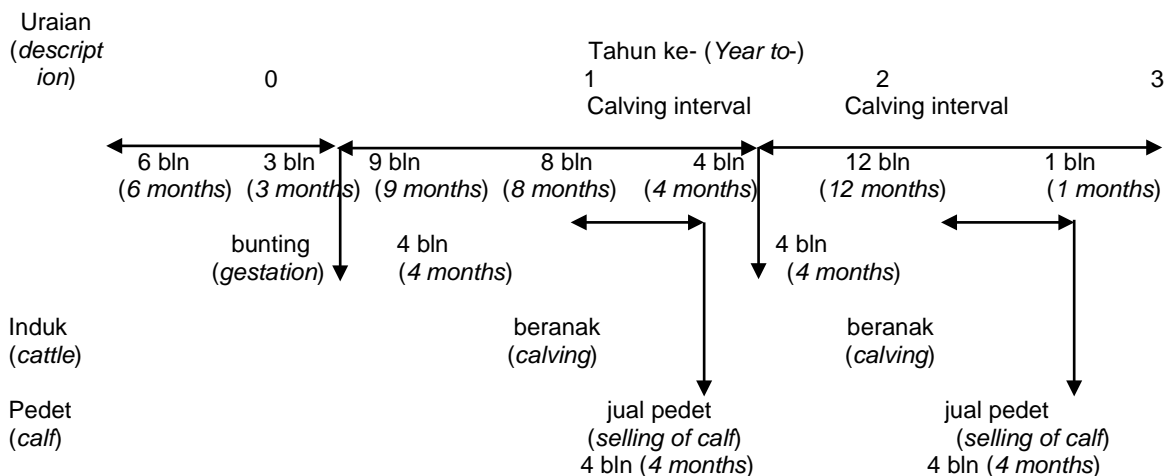 Uraian
(descript
ion)
Tahun ke- (Year to-)
0 1 2 3
Calving interval Calving interval
6 bln 3 bln 9 bln 8 bln 4 bln 12 bln 1 bln
(6 months) (3 months) (9 months) (8 months) (4 months) (12 months) (1 months)
bunting 4 bln 4 bln
(gestation) (4 months) (4 months)
Induk beranak beranak
(cattle) (calving) (calving)
Pedet jual pedet jual pedet
(calf) (selling of calf) (selling of calf)
4 bln (4 months) 4 bln (4 months)